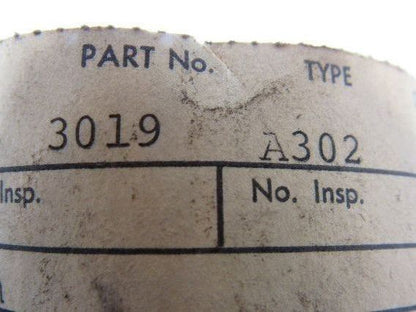 PART No. TYPE
3019 A302
Insp. No. Insp.